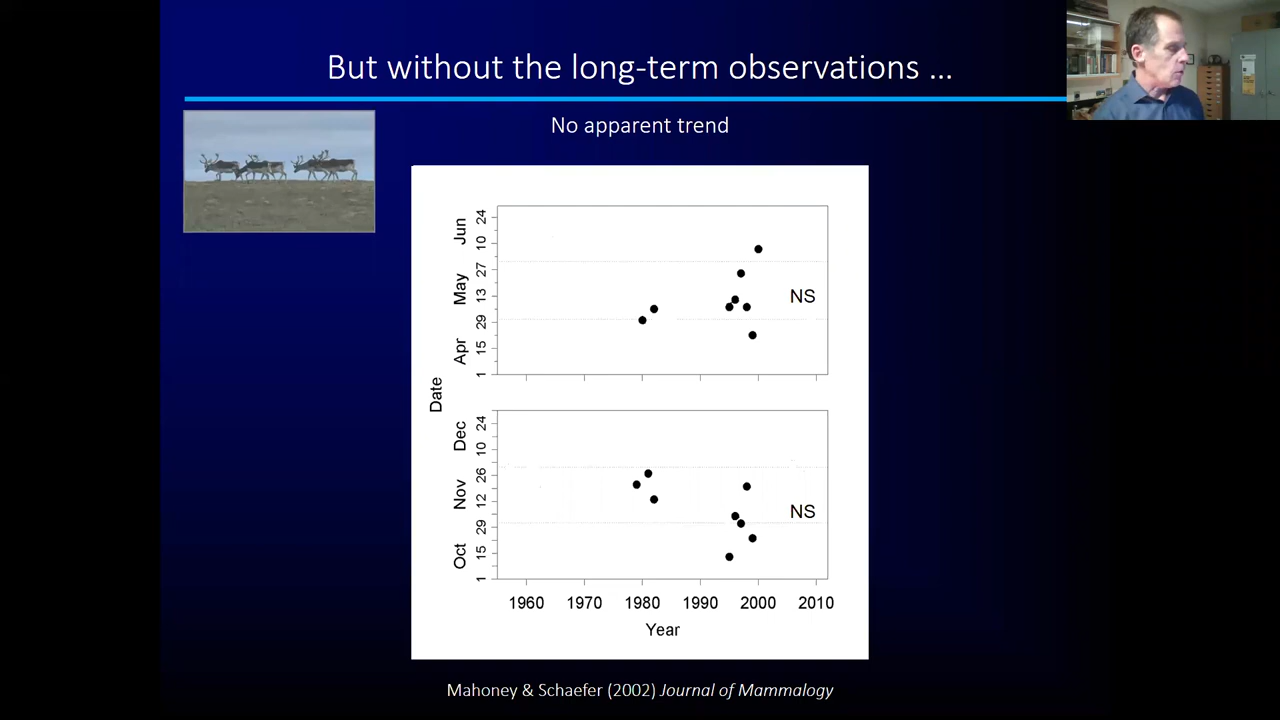 But without the long-term observations ...
No apparent trend
Jun
24
10
May
27
13
29
Apr
15
1
NS
Date
Dec
24
10
Nov
26
12
29
Oct
15
1
NS
1960 1970 1980 1990 2000 2010
Year
Mahoney & Schaefer (2002) Journal of Mammalogy